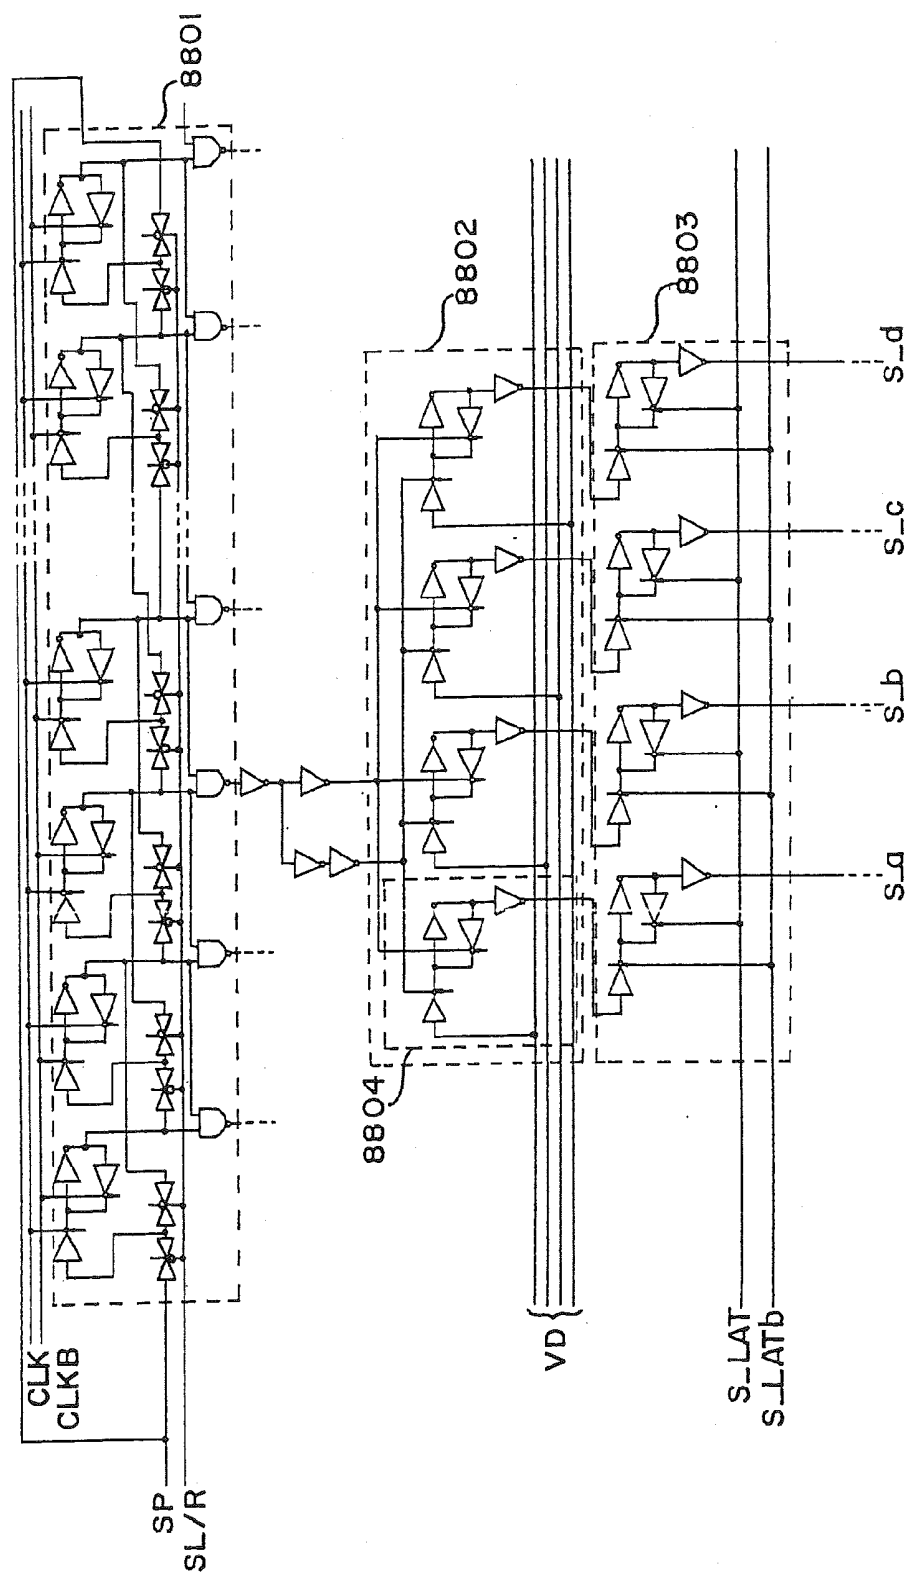 8801
8802
8803
8804
CLK
CLKB
SP
SL/R
VD
S_LAT
S_LATb
S_a
S_b
S_c
S_d